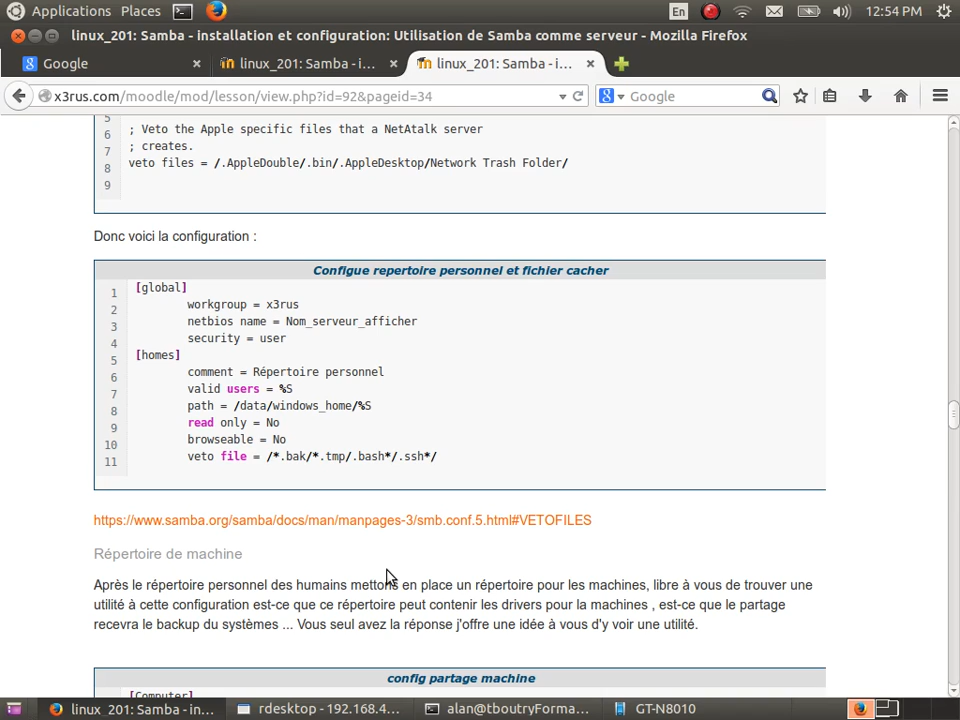 Applications Places En 12:54 PM
linux_201: Samba - installation et configuration: Utilisation de Samba comme serveur - Mozilla Firefox
Google linux_201: Samba - i... linux_201: Samba - i...
x3rus.com/moodle/mod/lesson/view.php?id=92&pageid=34 Google
5
6 ; Veto the Apple specific files that a NetAtalk server
7 ; creates.
8 veto files = /.AppleDouble/.bin/.AppleDesktop/Network Trash Folder/
9
Donc voici la configuration :
Configue repertoire personnel et fichier cacher
1 [global]
2 workgroup = x3rus
3 netbios name = Nom_serveur_afficher
4 security = user
5 [homes]
6 comment = Répertoire personnel
7 valid users = %S
8 path = /data/windows_home/%S
9 read only = No
10 browseable = No
11 veto file = /*.bak/*.tmp/.bash*/.ssh*/
https://www.samba.org/samba/docs/man/manpages-3/smb.conf.5.html#VETOFILES
Répertoire de machine
Après le répertoire personnel des humains mettons en place un répertoire pour les machines, libre à vous de trouver une
utilité à cette configuration est-ce que ce répertoire peut contenir les drivers pour la machines , est-ce que le partage
recevra le backup du systèmes ... Vous seul avez la réponse j'offre une idée à vous d'y voir une utilité.
config partage machine
[Computer]
linux_201: Samba - in... rdesktop - 192.168.4... alan@tboutryForma... GT-N8010